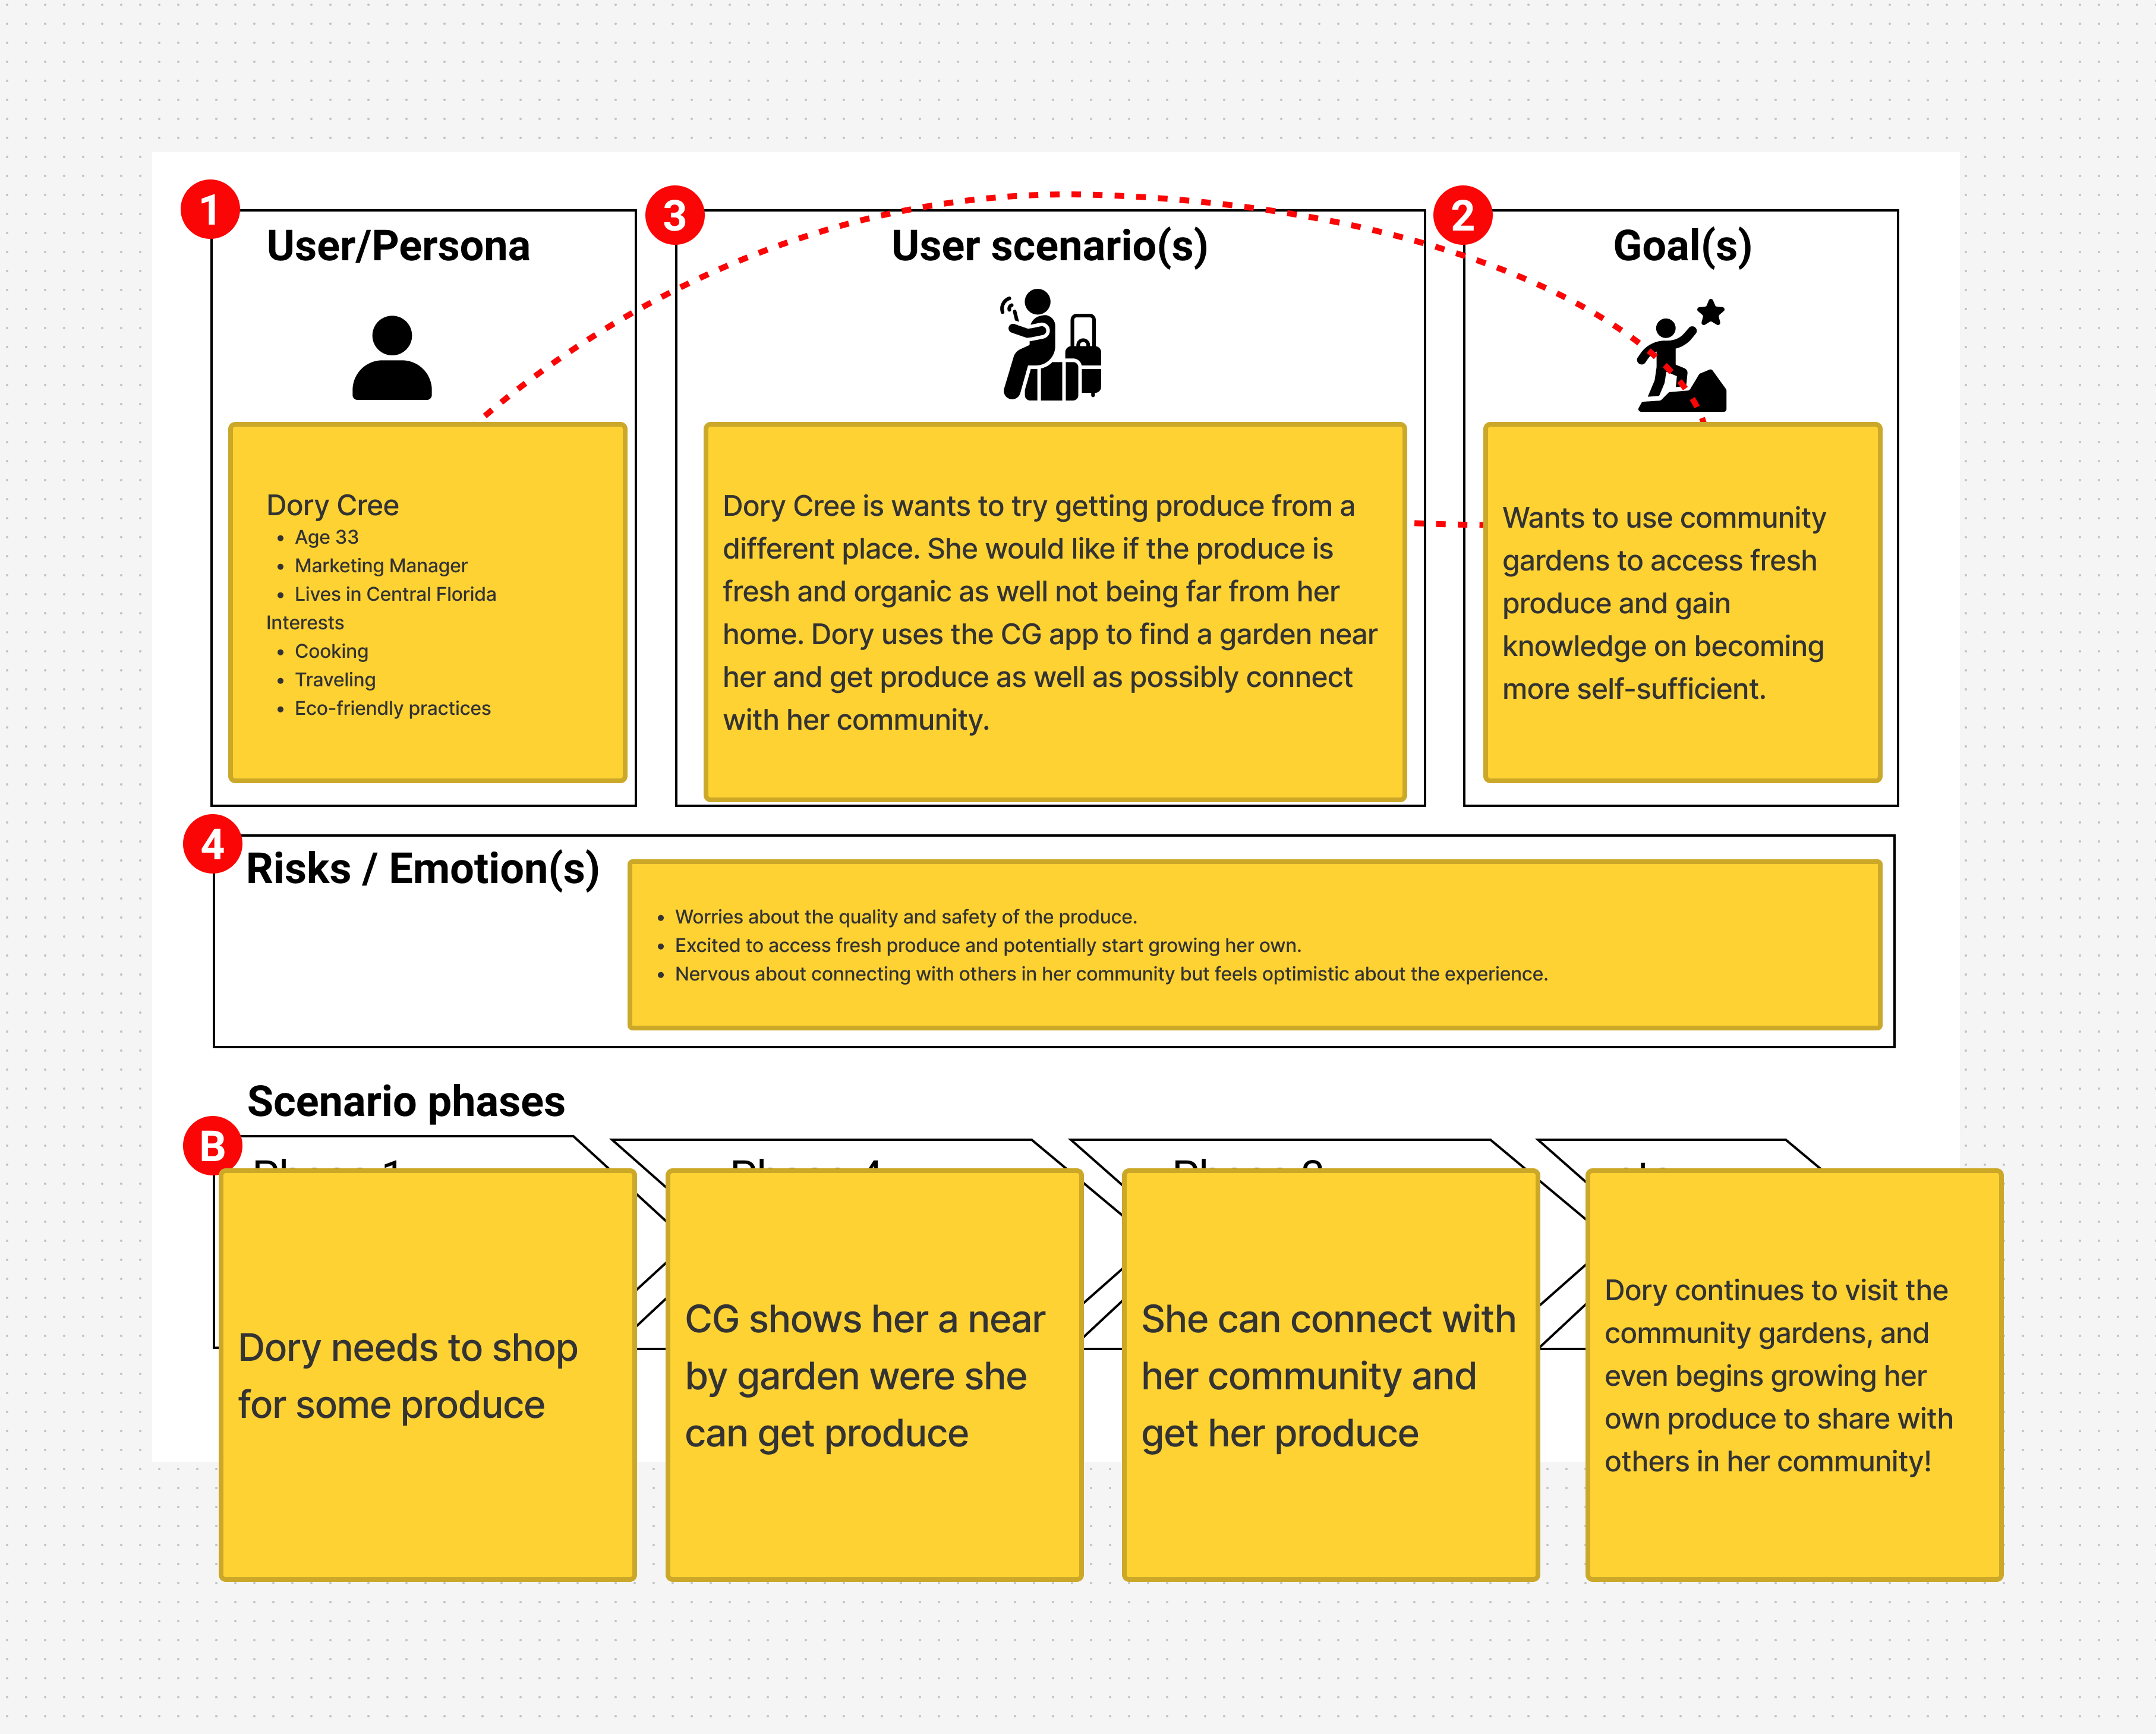 1
User/Persona
Dory Cree
Age 33
Marketing Manager
Lives in Central Florida
Interests
Cooking
Traveling
Eco-friendly practices
3
User scenario(s)
Dory Cree is wants to try getting produce from a
different place. She would like if the produce is
fresh and organic as well not being far from her
home. Dory uses the CG app to find a garden near
her and get produce as well as possibly connect
with her community.
2
Goal(s)
Wants to use community
gardens to access fresh
produce and gain
knowledge on becoming
more self-sufficient.
4
Risks / Emotion(s)
Worries about the quality and safety of the produce.
Excited to access fresh produce and potentially start growing her own.
Nervous about connecting with others in her community but feels optimistic about the experience.
Scenario phases
B
Dory needs to shop
for some produce
CG shows her a near
by garden were she
can get produce
She can connect with
her community and
get her produce
Dory continues to visit the
community gardens, and
even begins growing her
own produce to share with
others in her community!